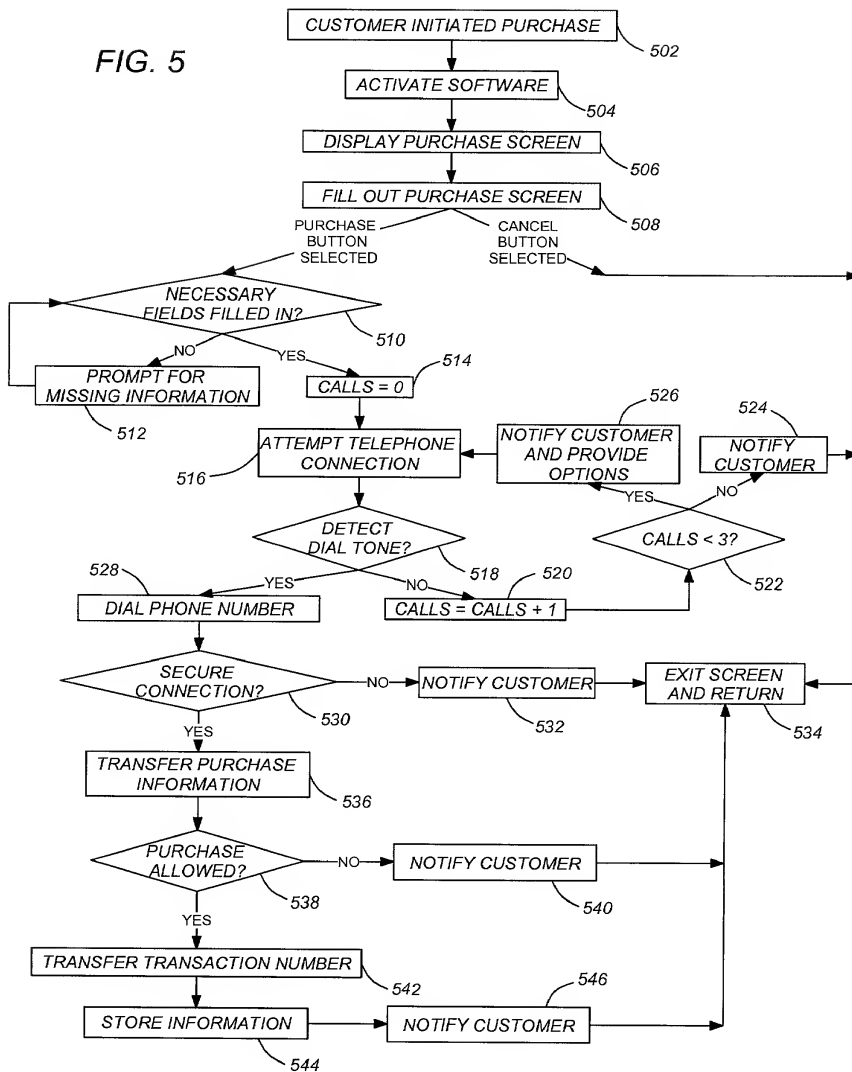 CUSTOMER INITIATED PURCHASE
502
FIG. 5
ACTIVATE SOFTWARE
504
DISPLAY PURCHASE SCREEN
506
FILL OUT PURCHASE SCREEN
508
PURCHASE
BUTTON
SELECTED
CANCEL
BUTTON
SELECTED
NECESSARY
FIELDS FILLED IN?
510
NO
YES
PROMPT FOR
MISSING INFORMATION
512
CALLS = 0
514
ATTEMPT TELEPHONE
CONNECTION
516
526
NOTIFY CUSTOMER
AND PROVIDE
OPTIONS
524
NOTIFY
CUSTOMER
YES
NO
CALLS < 3?
522
DETECT
DIAL TONE?
518
YES
NO
520
CALLS = CALLS + 1
528
DIAL PHONE NUMBER
SECURE
CONNECTION?
530
NO
NOTIFY CUSTOMER
532
EXIT SCREEN
AND RETURN
534
YES
TRANSFER PURCHASE
INFORMATION
536
PURCHASE
ALLOWED?
538
NO
NOTIFY CUSTOMER
540
YES
TRANSFER TRANSACTION NUMBER
542
STORE INFORMATION
544
546
NOTIFY CUSTOMER